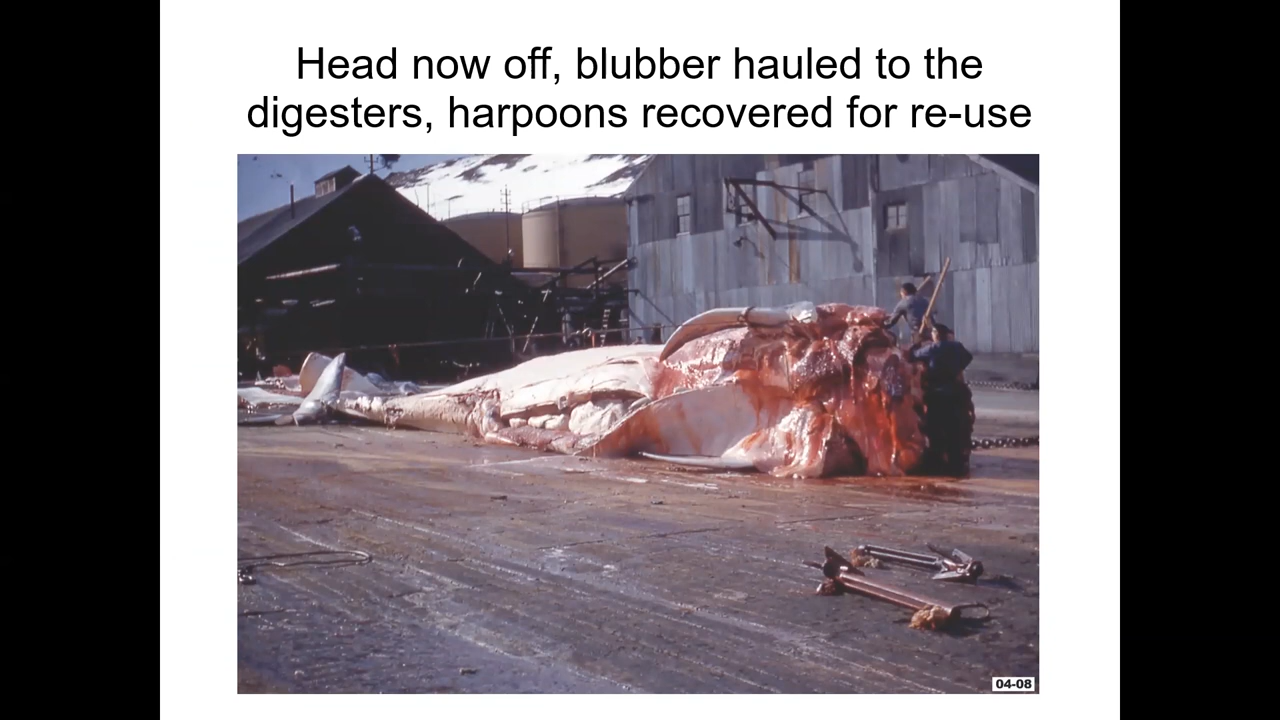 Head now off, blubber hauled to the
digesters, harpoons recovered for re-use
04-08